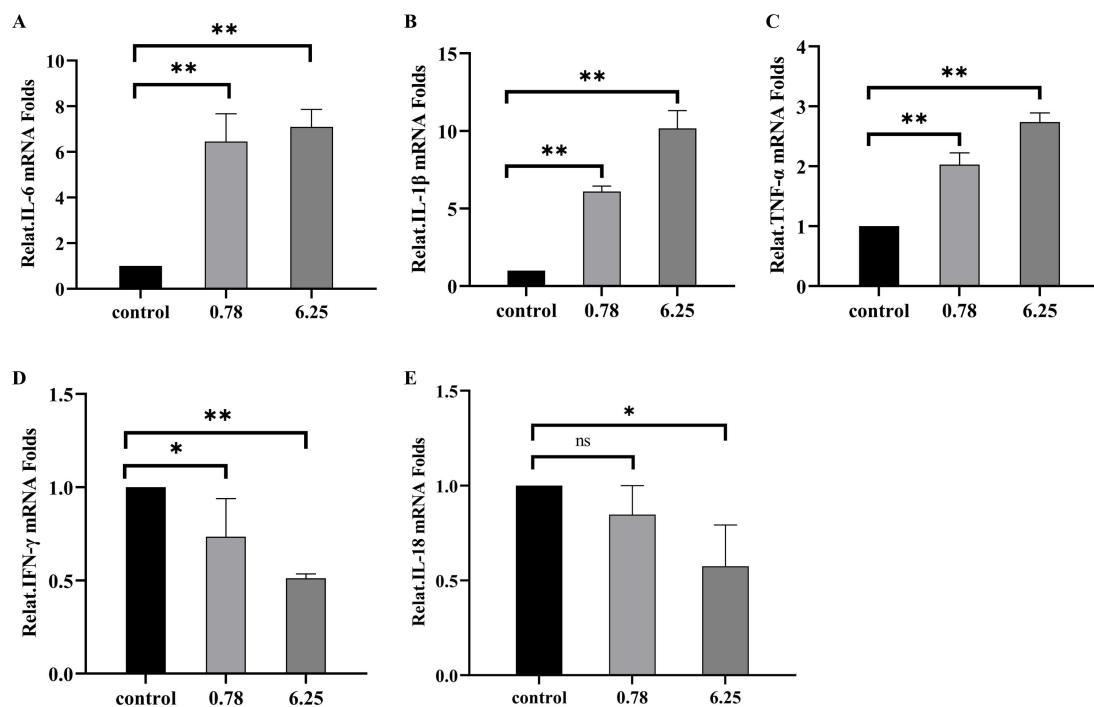 A
Relat.IL-6 mRNA Folds
10
8
6
4
2
0
**
**
control 0.78 6.25
B
Relat.IL-1β mRNA Folds
15
10
5
0
**
**
control 0.78 6.25
C
Relat.TNF-α mRNA Folds
4
3
2
1
0
**
**
control 0.78 6.25
D
Relat.IFN-γ mRNA Folds
1.5
1.0
0.5
0.0
**
*
control 0.78 6.25
E
Relat.IL-18 mRNA Folds
1.5
1.0
0.5
0.0
*
ns
control 0.78 6.25